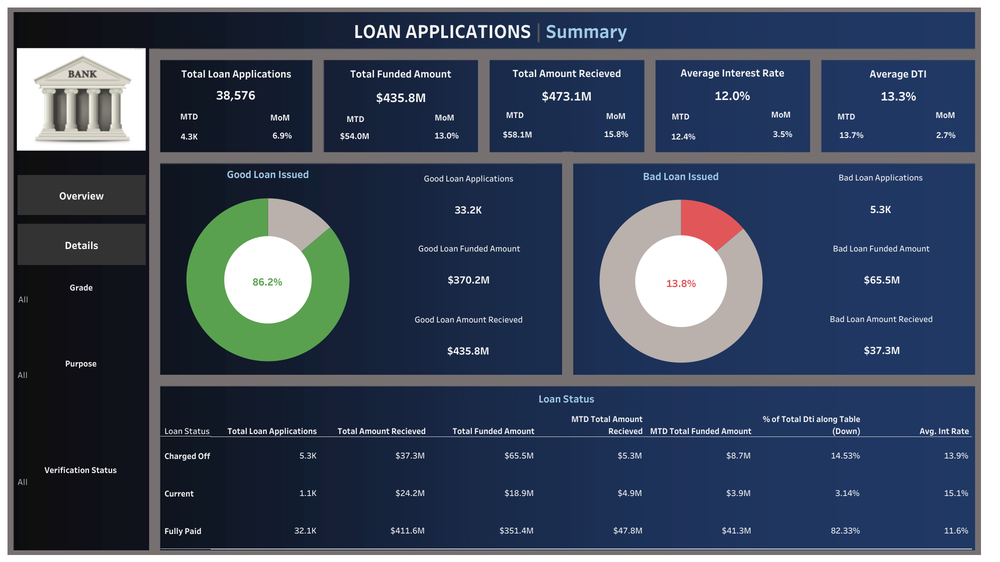 LOAN APPLICATIONS | Summary
BANK
Overview
Details
Grade
All
Purpose
All
Verification Status
All
Total Loan Applications
38,576
MTD MoM
4.3K 6.9%
Total Funded Amount
$435.8M
MTD MoM
$54.0M 13.0%
Total Amount Recieved
$473.1M
MTD MoM
$58.1M 15.8%
Average Interest Rate
12.0%
MTD MoM
12.4% 3.5%
Average DTI
13.3%
MTD MoM
13.7% 2.7%
Good Loan Issued
86.2%
Good Loan Applications
33.2K
Good Loan Funded Amount
$370.2M
Good Loan Amount Recieved
$435.8M
Bad Loan Issued
13.8%
Bad Loan Applications
5.3K
Bad Loan Funded Amount
$65.5M
Bad Loan Amount Recieved
$37.3M
Loan Status
MTD Total Amount % of Total Dti along Table
Loan Status Total Loan Applications Total Amount Recieved Total Funded Amount Recieved MTD Total Funded Amount (Down) Avg. Int Rate
Charged Off 5.3K $37.3M $65.5M $5.3M $8.7M 14.53% 13.9%
Current 1.1K $24.2M $18.9M $4.9M $3.9M 3.14% 15.1%
Fully Paid 32.1K $411.6M $351.4M $47.8M $41.3M 82.33% 11.6%